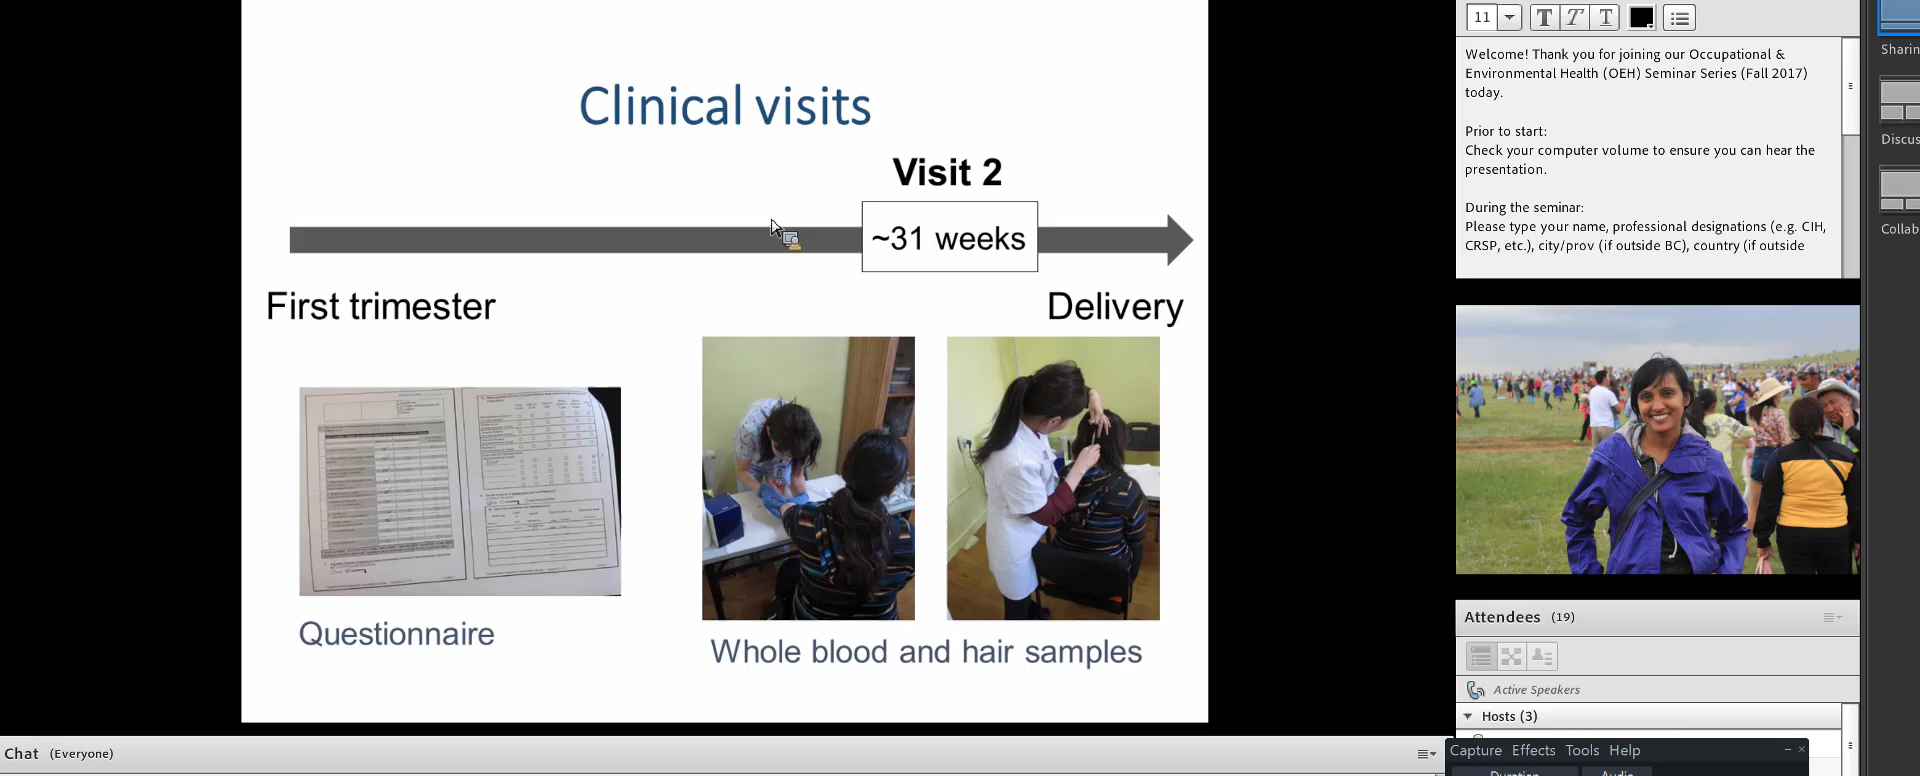 Clinical visits
Visit 2
~31 weeks
First trimester
Delivery
Questionnaire
Whole blood and hair samples
11
T T T
Welcome! Thank you for joining our Occupational &
Environmental Health (OEH) Seminar Series (Fall 2017)
today.
Prior to start:
Check your computer volume to ensure you can hear the
presentation.
During the seminar:
Please type your name, professional designations (e.g. CIH,
CRSP, etc.), city/prov (if outside BC), country (if outside
Attendees (19)
Active Speakers
Hosts (3)
Chat (Everyone)
Capture Effects Tools Help
Duration Audio
Sharin
Discus
Collab